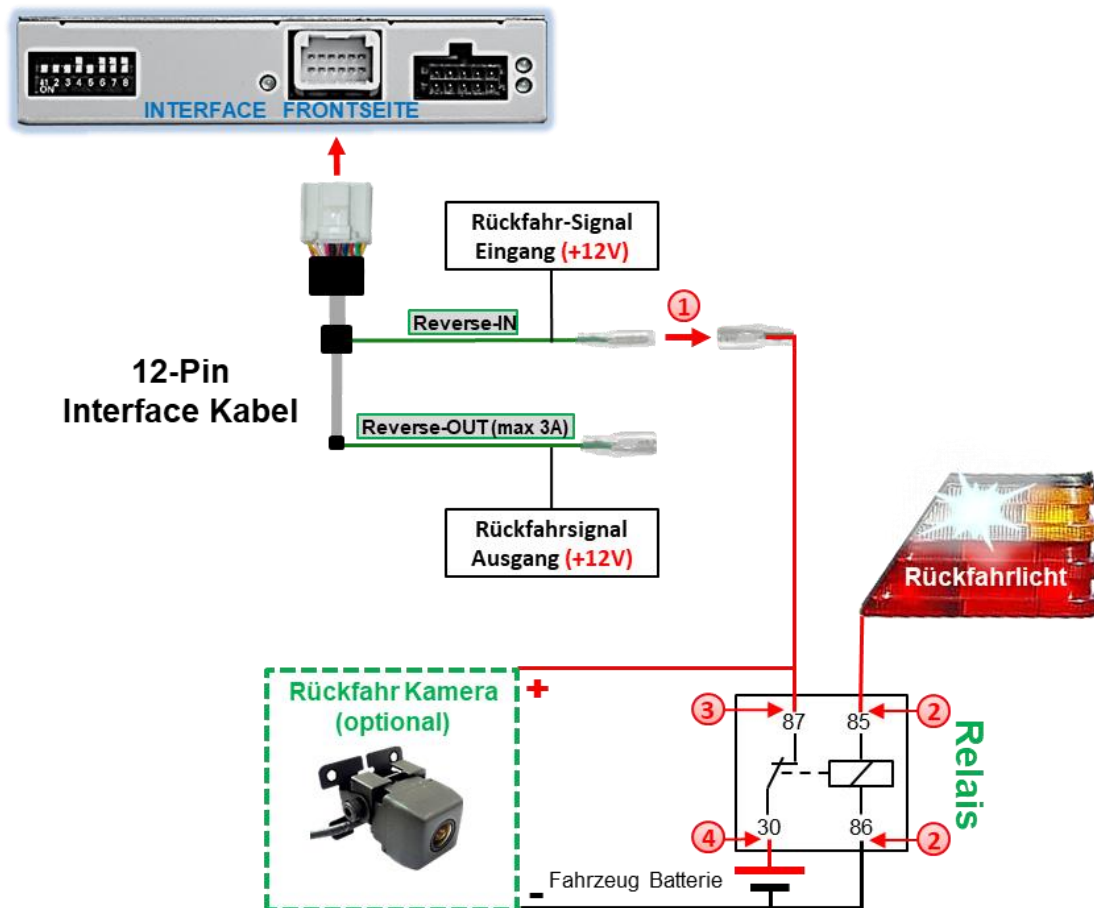 41 2 3 4 5 6 7 8
ON
INTERFACE FRONTSEITE
Rückfahr-Signal
Eingang (+12V)
1
Reverse-IN
12-Pin
Interface Kabel
Reverse-OUT (max 3A)
Rückfahrsignal
Ausgang (+12V)
Rückfahrlicht
Rückfahr Kamera
(optional)
+
3
87
85
2
Relais
4
30
86
2
- Fahrzeug Batterie